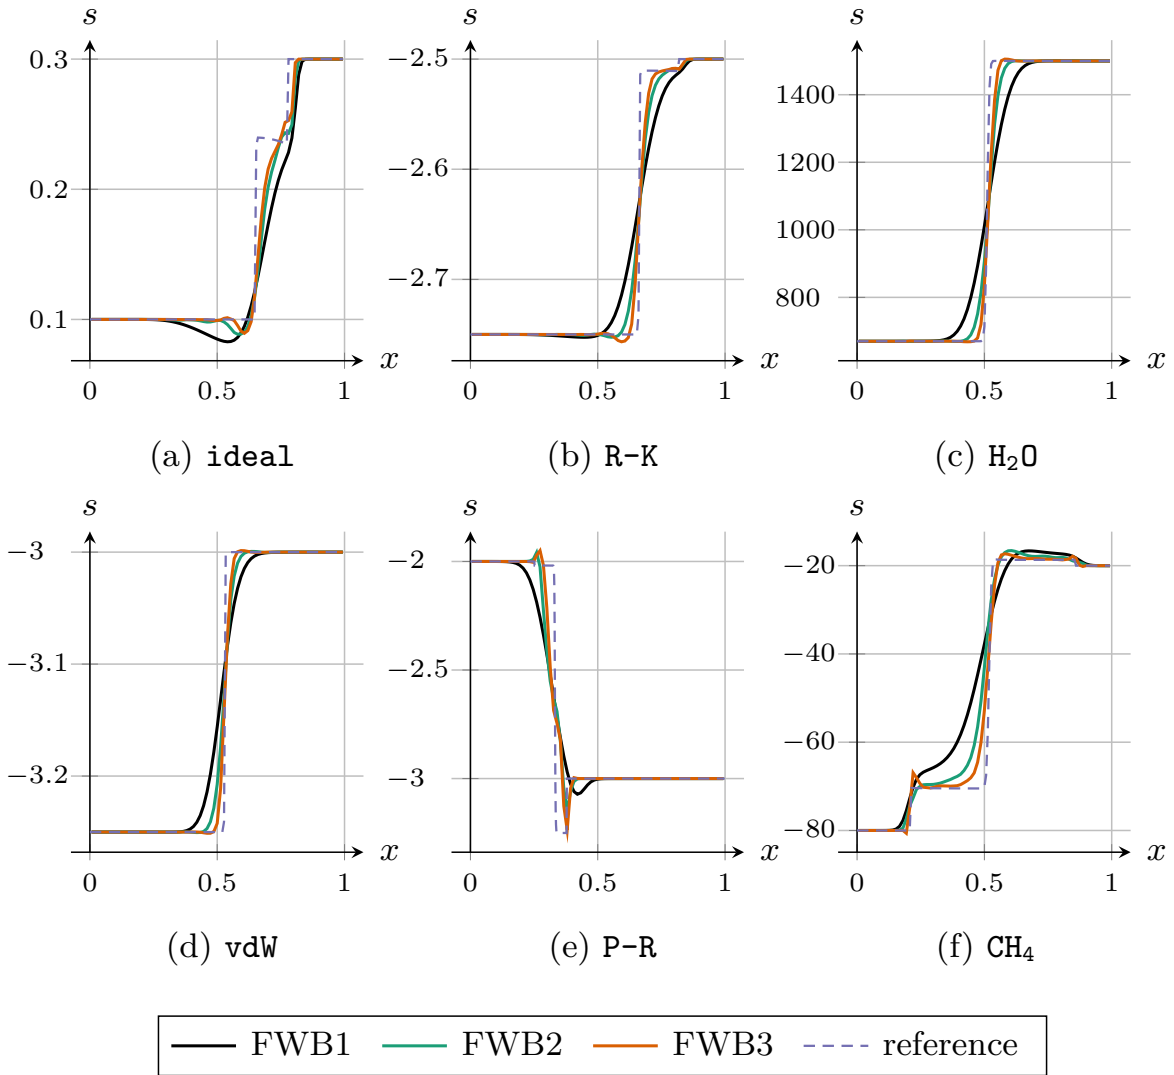 s
0.3
0.2
0.1
0
0.5
1
x
(a) ideal
s
−2.5
−2.6
−2.7
0
0.5
1
x
(b) R-K
s
1400
1200
1000
800
0
0.5
1
x
(c) H₂O
s
−3
−3.1
−3.2
0
0.5
1
x
(d) vdW
s
−2
−2.5
−3
0
0.5
1
x
(e) P-R
s
−20
−40
−60
−80
0
0.5
1
x
(f) CH₄
FWB1 FWB2 FWB3 reference